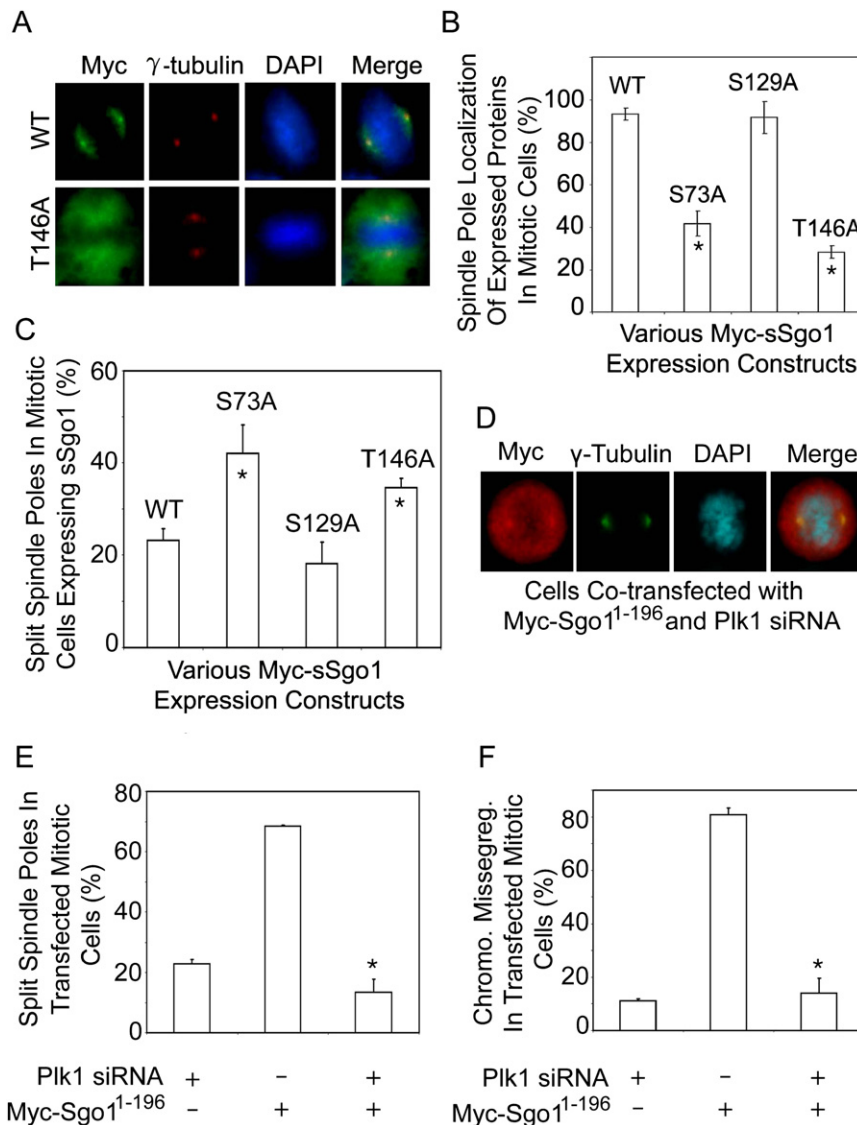 A
Myc γ-tubulin DAPI Merge
WT
T146A
B
Spindle Pole Localization
Of Expressed Proteins
In Mitotic Cells (%)
100
80
60
40
20
0
WT
S73A
*
S129A
T146A
*
Various Myc-sSgo1
Expression Constructs
C
Split Spindle Poles In Mitotic
Cells Expressing sSgo1 (%)
60
40
20
0
WT
S73A
*
S129A
T146A
*
Various Myc-sSgo1
Expression Constructs
D
Myc γ-Tubulin DAPI Merge
Cells Co-transfected with
Myc-Sgo1¹⁻¹⁹⁶ and Plk1 siRNA
E
Split Spindle Poles In
Transfected Mitotic
Cells (%)
80
60
40
20
0
*
Plk1 siRNA + − +
Myc-Sgo1¹⁻¹⁹⁶ − + +
F
Chromo. Missegreg.
In Transfected Mitotic
Cells (%)
80
60
40
20
0
*
Plk1 siRNA + − +
Myc-Sgo1¹⁻¹⁹⁶ − + +